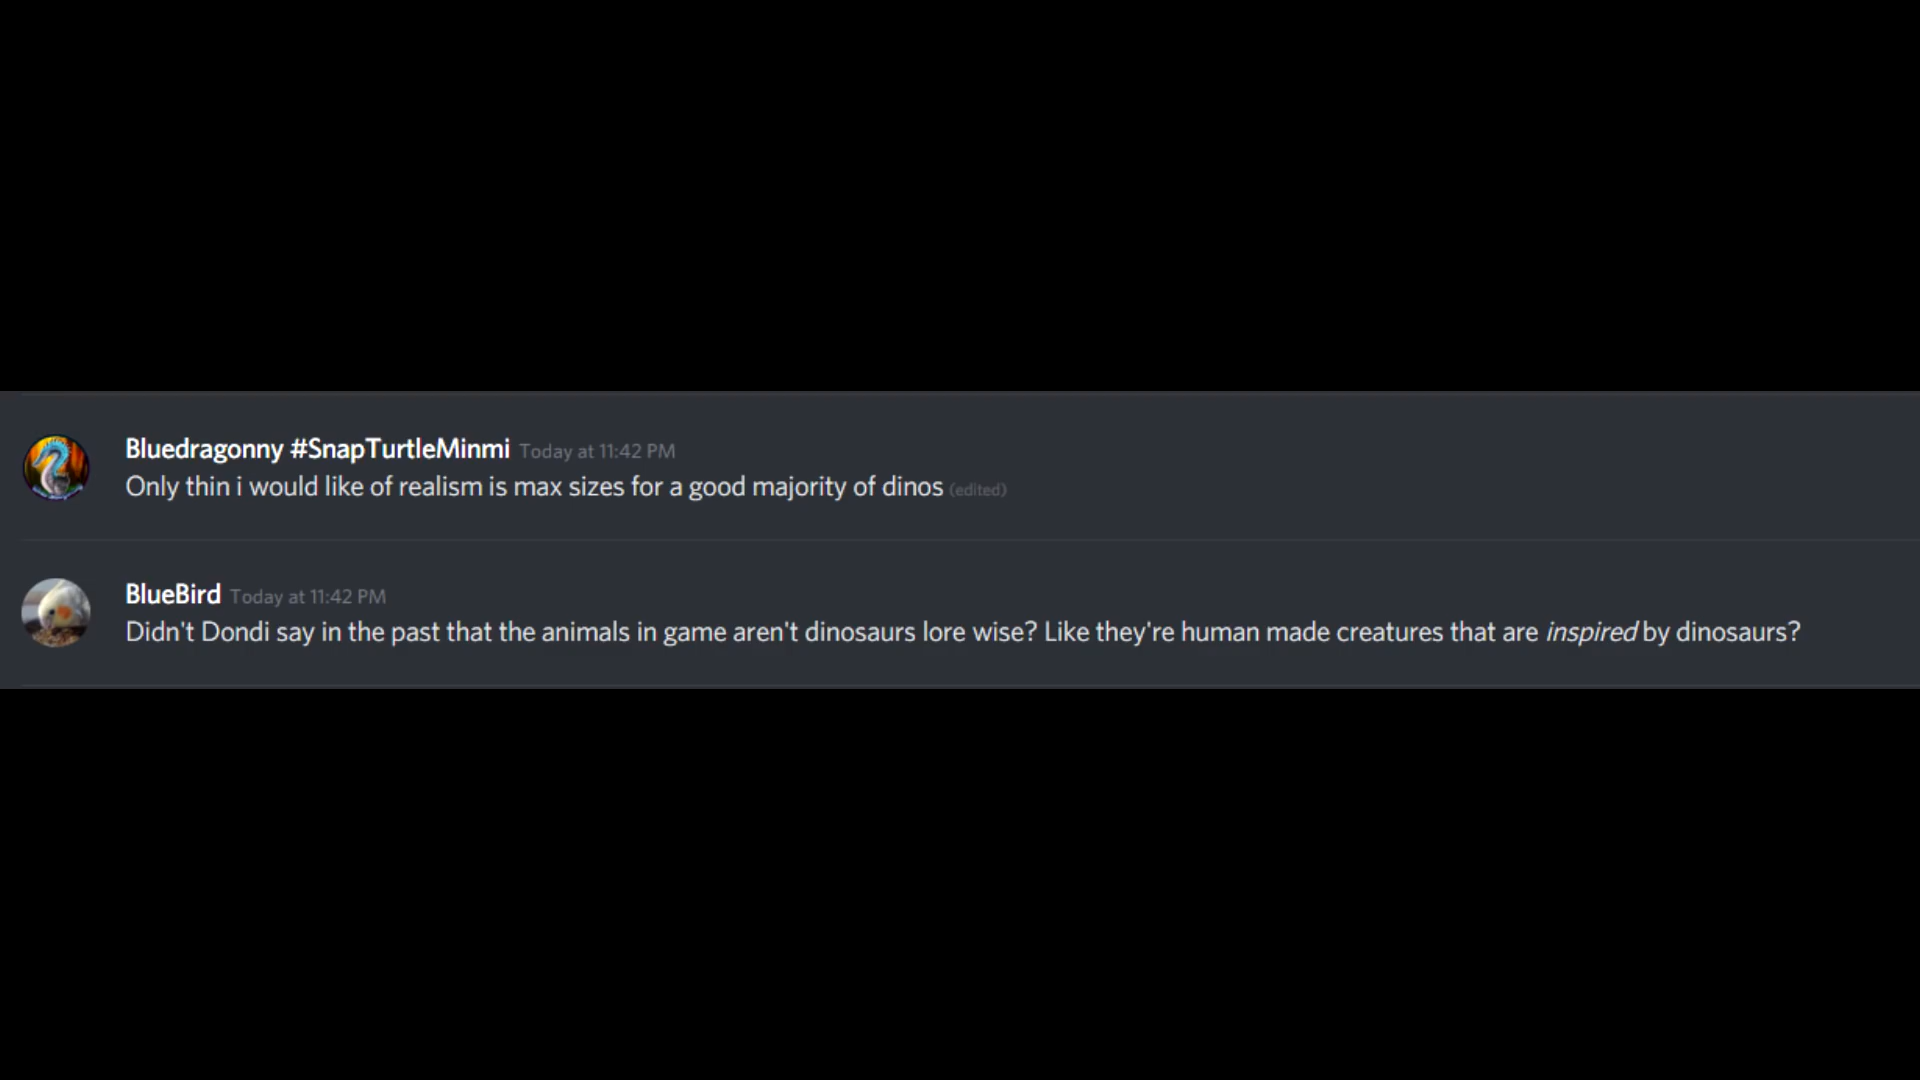 Bluedragonny #SnapTurtleMinmi Today at 11:42 PM
Only thin i would like of realism is max sizes for a good majority of dinos (edited)
BlueBird Today at 11:42 PM
Didn't Dondi say in the past that the animals in game aren't dinosaurs lore wise? Like they're human made creatures that are inspired by dinosaurs?